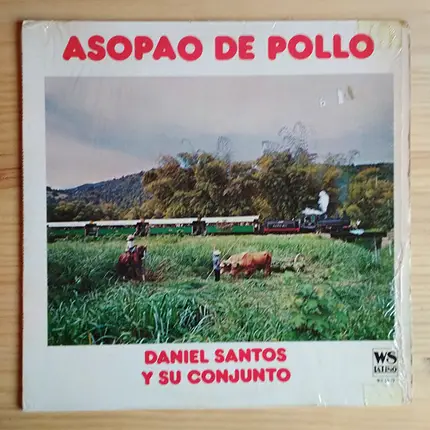 ASOPAO DE POLLO
DANIEL SANTOS
Y SU CONJUNTO
WS
LATINO